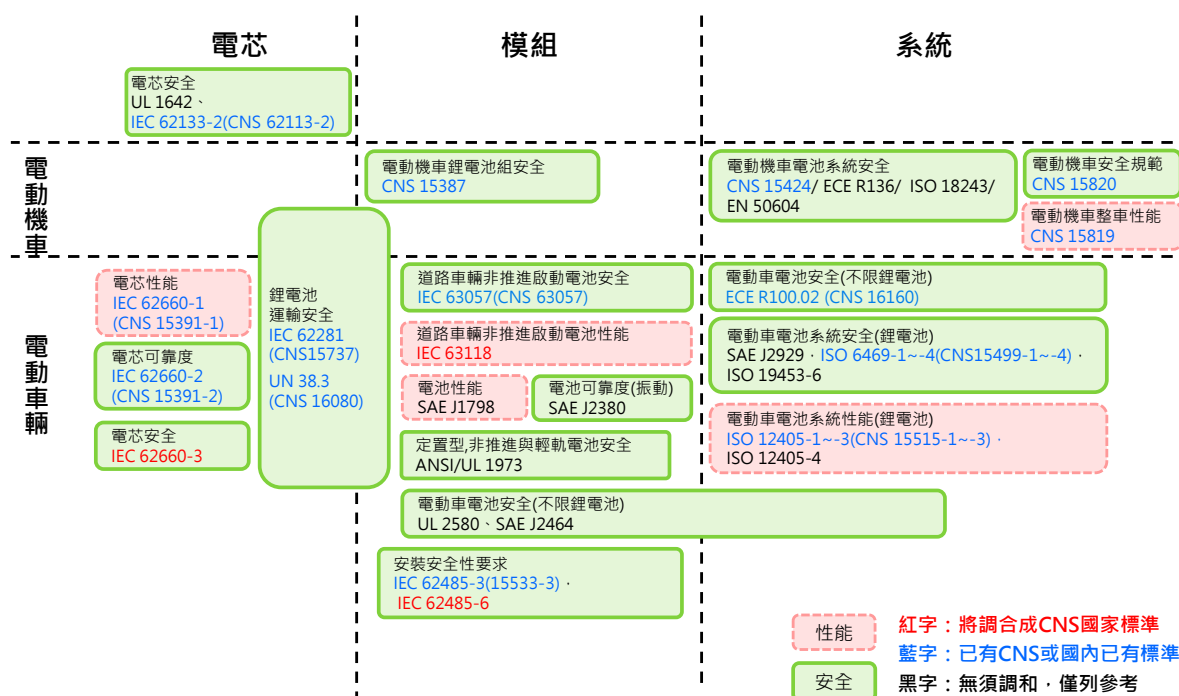 電芯
模組
系統
電芯安全
UL 1642、
IEC 62133-2(CNS 62113-2)
電動機車
電動機車鋰電池組安全
CNS 15387
電動機車電池系統安全
CNS 15424/ ECE R136/ ISO 18243/
EN 50604
電動機車安全規範
CNS 15820
電動機車整車性能
CNS 15819
電動車輛
電芯性能
IEC 62660-1
(CNS 15391-1)
電芯可靠度
IEC 62660-2
(CNS 15391-2)
電芯安全
IEC 62660-3
鋰電池
運輸安全
IEC 62281
(CNS15737)
UN 38.3
(CNS 16080)
道路車輛非推進啟動電池安全
IEC 63057(CNS 63057)
道路車輛非推進啟動電池性能
IEC 63118
電池性能
SAE J1798
電池可靠度(振動)
SAE J2380
定置型,非推進與輕軌電池安全
ANSI/UL 1973
電動車電池安全(不限鋰電池)
UL 2580、SAE J2464
安裝安全性要求
IEC 62485-3(15533-3)，
IEC 62485-6
電動車電池安全(不限鋰電池)
ECE R100.02 (CNS 16160)
電動車電池系統安全(鋰電池)
SAE J2929，ISO 6469-1~-4(CNS15499-1~-4)，
ISO 19453-6
電動車電池系統性能(鋰電池)
ISO 12405-1~-3(CNS 15515-1~-3)，
ISO 12405-4
性能
安全
紅字：將調合成CNS國家標準
藍字：已有CNS或國內已有標準
黑字：無須調和，僅列參考